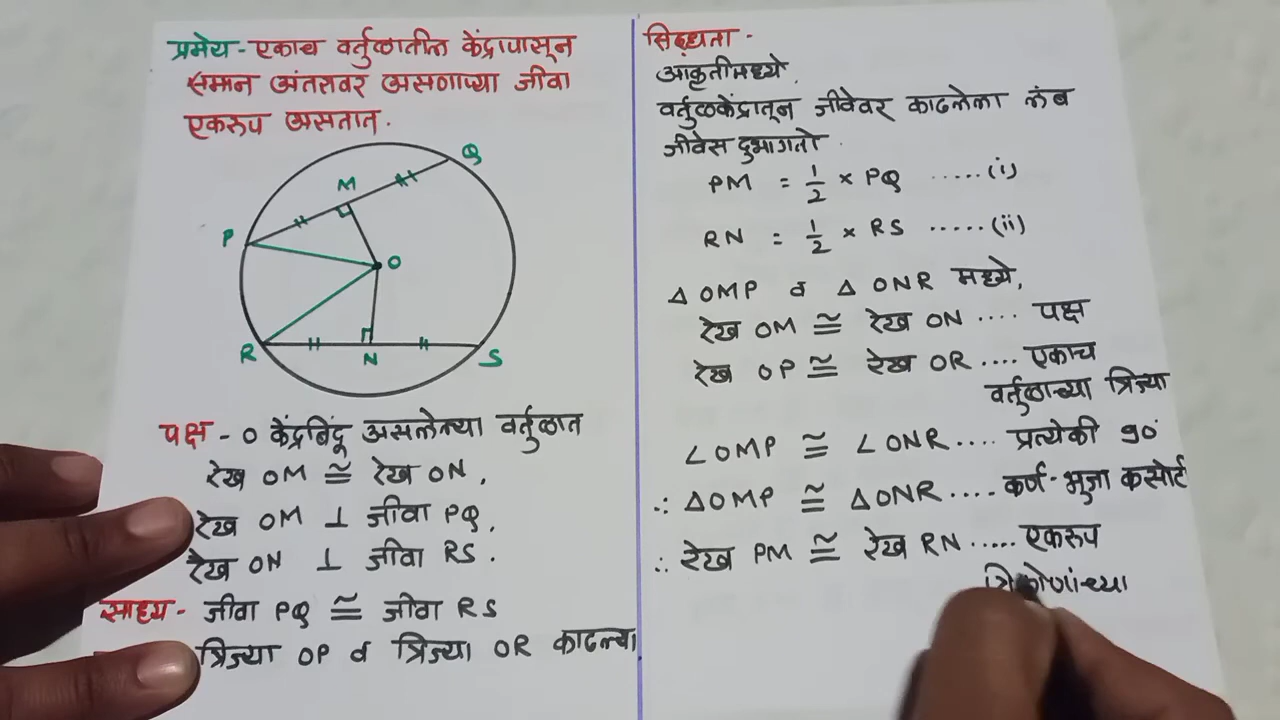 प्रमेय - एकाच वर्तुळातील केंद्रापासून
समान अंतरावर असणाऱ्या जीवा
एकरूप असतात.
Q
M
P
O
R
N
S
पक्ष - O केंद्रबिंदू असलेल्या वर्तुळात
रेख OM ≅ रेख ON,
रेख OM ⊥ जीवा PQ,
रेख ON ⊥ जीवा RS.
साध्य - जीवा PQ ≅ जीवा RS
त्रिज्या OP व त्रिज्या OR काढल्या
सिद्धता -
आकृतीमध्ये,
वर्तुळकेंद्रातून जीवेवर काढलेला लंब
जीवेस दुभागतो.
PM = 1/2 × PQ .....(i)
RN = 1/2 × RS .....(ii)
△ OMP व △ ONR मध्ये,
रेख OM ≅ रेख ON .... पक्ष
रेख OP ≅ रेख OR .... एकाच
वर्तुळाच्या त्रिज्या
∠OMP ≅ ∠ONR .... प्रत्येकी 90°
∴ △OMP ≅ △ONR .... कर्ण-भुजा कसोटी
∴ रेख PM ≅ रेख RN ..... एकरूप